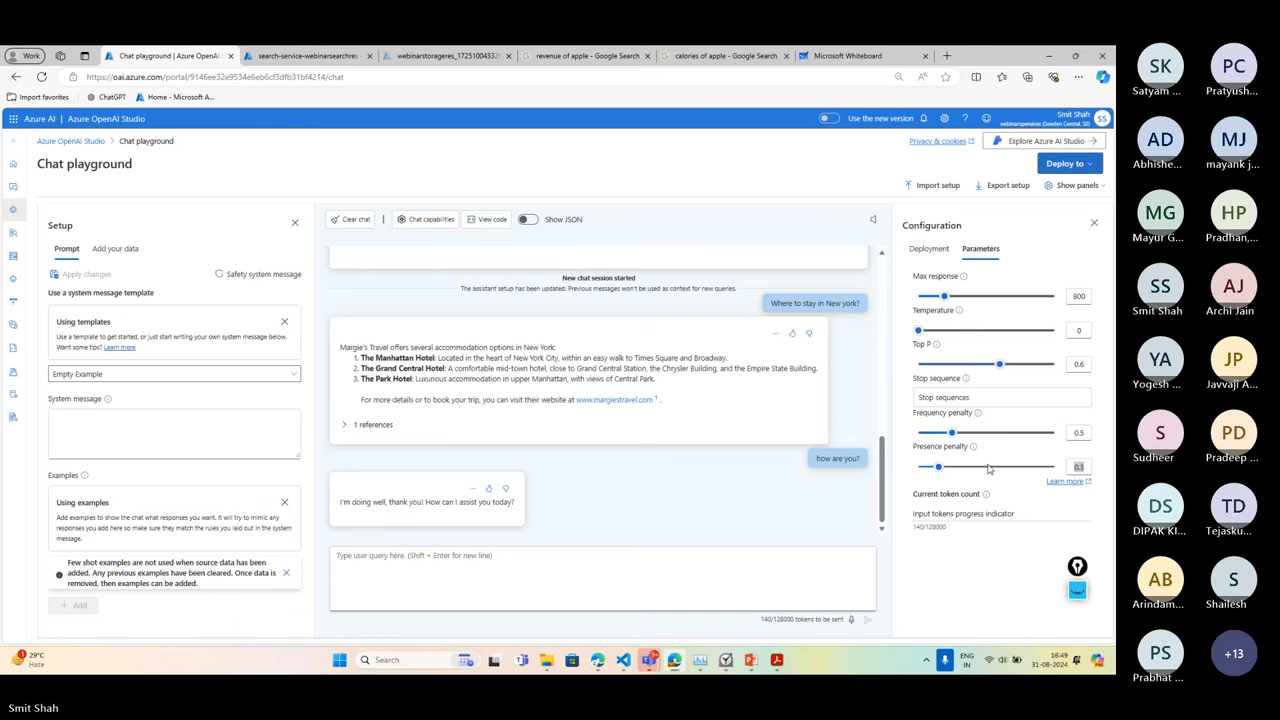 Work
Chat playground | Azure OpenAI
search-service-webinarsearchres
webinarstorageres_1725100433
revenue of apple - Google Search
calories of apple - Google Search
Microsoft Whiteboard
https://oai.azure.com/portal/9146ee32e9534e6eb6cf3dfb31bf4214/chat
Import favorites
ChatGPT
Home - Microsoft A...
Azure AI | Azure OpenAI Studio
Use the new version
Smit Shah
webinaropenaires (Sweden Central, S0)
SS
Azure OpenAI Studio > Chat playground
Privacy & cookies
Explore Azure AI Studio
Chat playground
Deploy to
Import setup
Export setup
Show panels
Setup
Prompt
Add your data
Apply changes
Safety system message
Use a system message template
Using templates
Use a template to get started, or just start writing your own system message below.
Want some tips? Learn more
Empty Example
System message
Examples
Using examples
Add examples to show the chat what responses you want. It will try to mimic any
responses you add here so make sure they match the rules you laid out in the system
message.
Few shot examples are not used when source data has been
added. Any previous examples have been cleared. Once data is
removed, then examples can be added.
+ Add
Clear chat
Chat capabilities
View code
Show JSON
New chat session started
The assistant setup has been updated. Previous messages won't be used as context for new queries.
Where to stay in New york?
Margie's Travel offers several accommodation options in New York:
1. The Manhattan Hotel: Located in the heart of New York City, within an easy walk to Times Square and Broadway.
2. The Grand Central Hotel: A comfortable mid-town hotel, close to Grand Central Station, the Chrysler Building, and the Empire State Building.
3. The Park Hotel: Luxurious accommodation in upper Manhattan, with views of Central Park.
For more details or to book your trip, you can visit their website at www.margiestravel.com 1 .
1 references
how are you?
I'm doing well, thank you! How can I assist you today?
Type user query here. (Shift + Enter for new line)
140/128000 tokens to be sent
Configuration
Deployment
Parameters
Max response
800
Temperature
0
Top P
0.6
Stop sequence
Stop sequences
Frequency penalty
0.5
Presence penalty
0.3
Learn more
Current token count
Input tokens progress indicator
140/128000
29°C
Haze
Search
ENG
IN
16:49
31-08-2024
SK
Satyam ...
PC
Pratyush...
AD
Abhishe...
MJ
mayank j...
MG
Mayur G...
HP
Pradhan,...
SS
Smit Shah
AJ
Archi Jain
YA
Yogesh ...
JP
Javvaji A...
S
Sudheer
PD
Pradeep ...
DS
DIPAK KI...
TD
Tejasku...
AB
Arindam...
S
Shailesh
PS
Prabhat ...
+13
Smit Shah